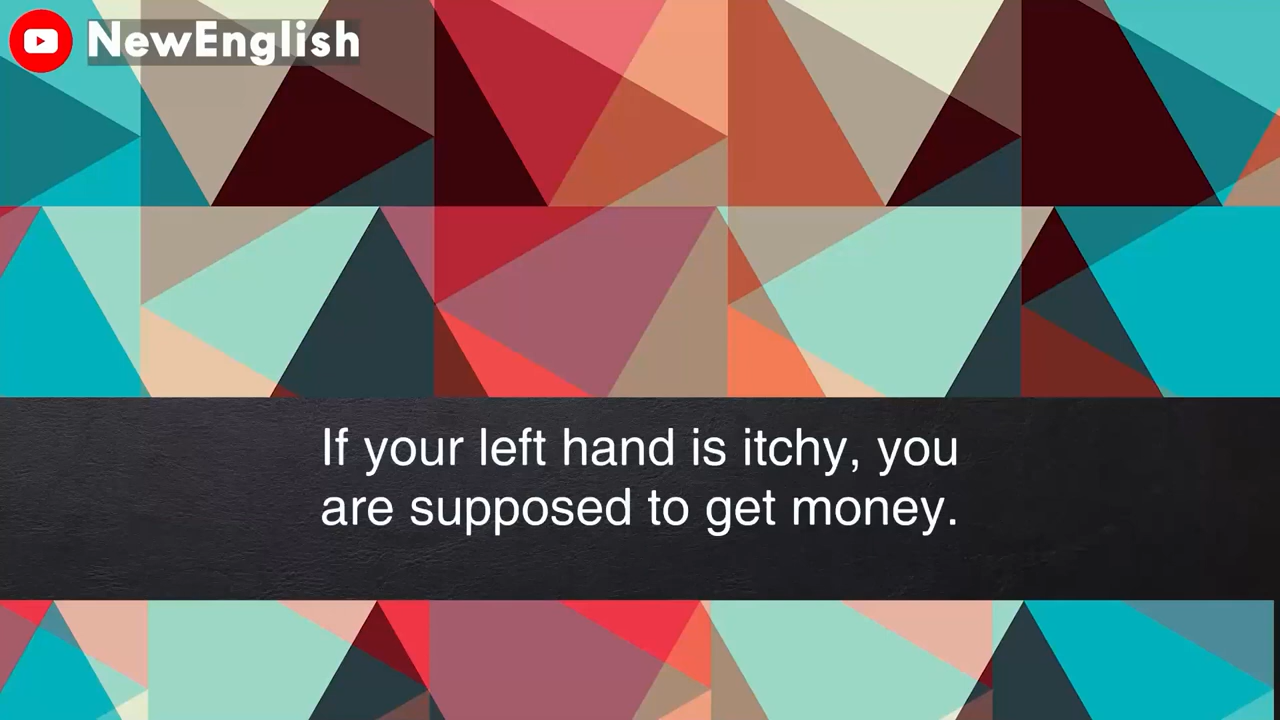 NewEnglish
If your left hand is itchy, you
are supposed to get money.